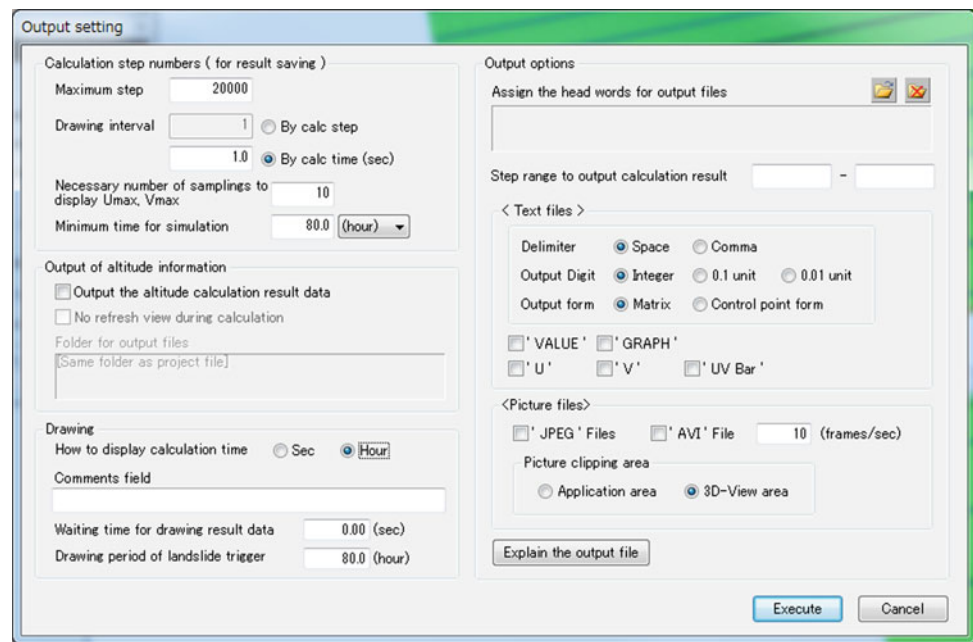 Output setting
Calculation step numbers ( for result saving )
Maximum step 20000
Drawing interval 1 By calc step
1.0 By calc time (sec)
Necessary number of samplings to
display Umax, Vmax 10
Minimum time for simulation 80.0 (hour)
Output of altitude information
Output the altitude calculation result data
No refresh view during calculation
Folder for output files
[Same folder as project file]
Drawing
How to display calculation time Sec Hour
Comments field
Waiting time for drawing result data 0.00 (sec)
Drawing period of landslide trigger 80.0 (hour)
Output options
Assign the head words for output files
Step range to output calculation result -
< Text files >
Delimiter Space Comma
Output Digit Integer 0.1 unit 0.01 unit
Output form Matrix Control point form
' VALUE ' ' GRAPH '
' U ' ' V ' ' UV Bar '
<Picture files>
' JPEG ' Files ' AVI ' File 10 (frames/sec)
Picture clipping area
Application area 3D-View area
Explain the output file
Execute Cancel